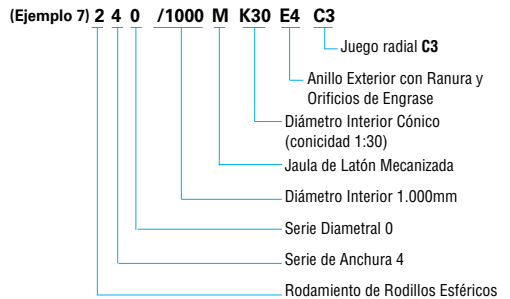 (Ejemplo 7) 2 4 0 /1000 M K30 E4 C3
Juego radial C3
Anillo Exterior con Ranura y
Orificios de Engrase
Diámetro Interior Cónico
(conicidad 1:30)
Jaula de Latón Mecanizada
Diámetro Interior 1.000mm
Serie Diametral 0
Serie de Anchura 4
Rodamiento de Rodillos Esféricos